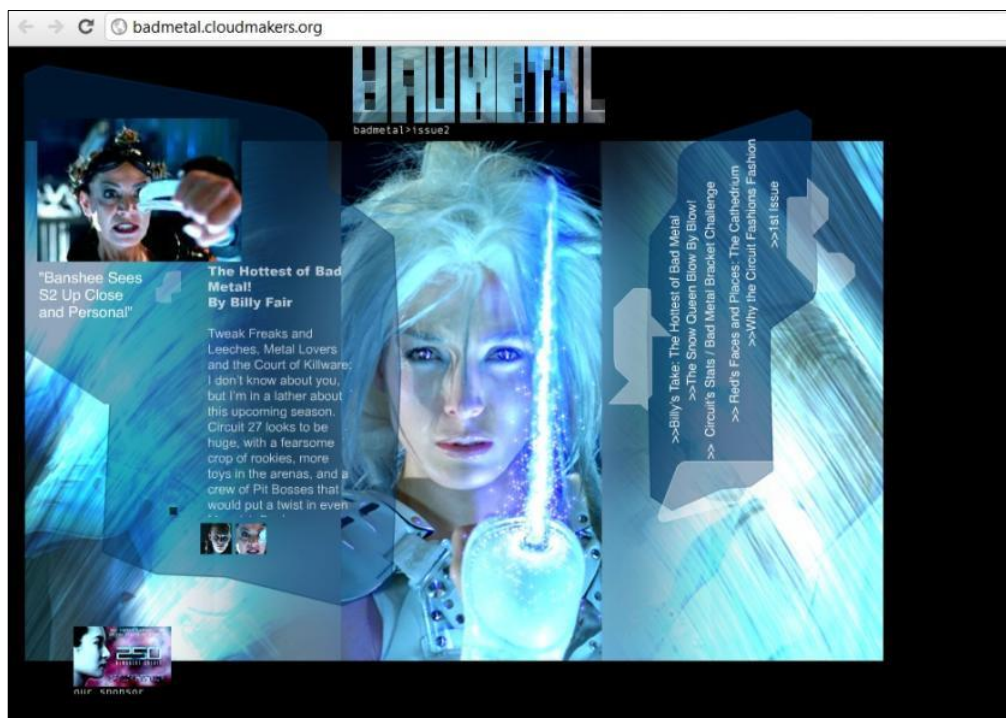 badmetal.cloudmakers.org
BADMETAL
badmetal>issue2
"Banshee Sees
S2 Up Close
and Personal"
The Hottest of Bad
Metal!
By Billy Fair
Tweak Freaks and
Leeches, Metal Lovers
and the Court of Killware;
I don't know about you,
but I'm in a lather about
this upcoming season.
Circuit 27 looks to be
huge, with a fearsome
crop of rookies, more
toys in the arenas, and a
crew of Pit Bosses that
would put a twist in even
>>Billy's Take: The Hottest of Bad Metal
>>The Snow Queen Blow By Blow!
>> Circuit's Stats / Bad Metal Bracket Challenge
>> Red's Faces and Places: The Cathedrium
>>Why the Circuit Fashions Fashion
>>1st Issue
250
our sponsor